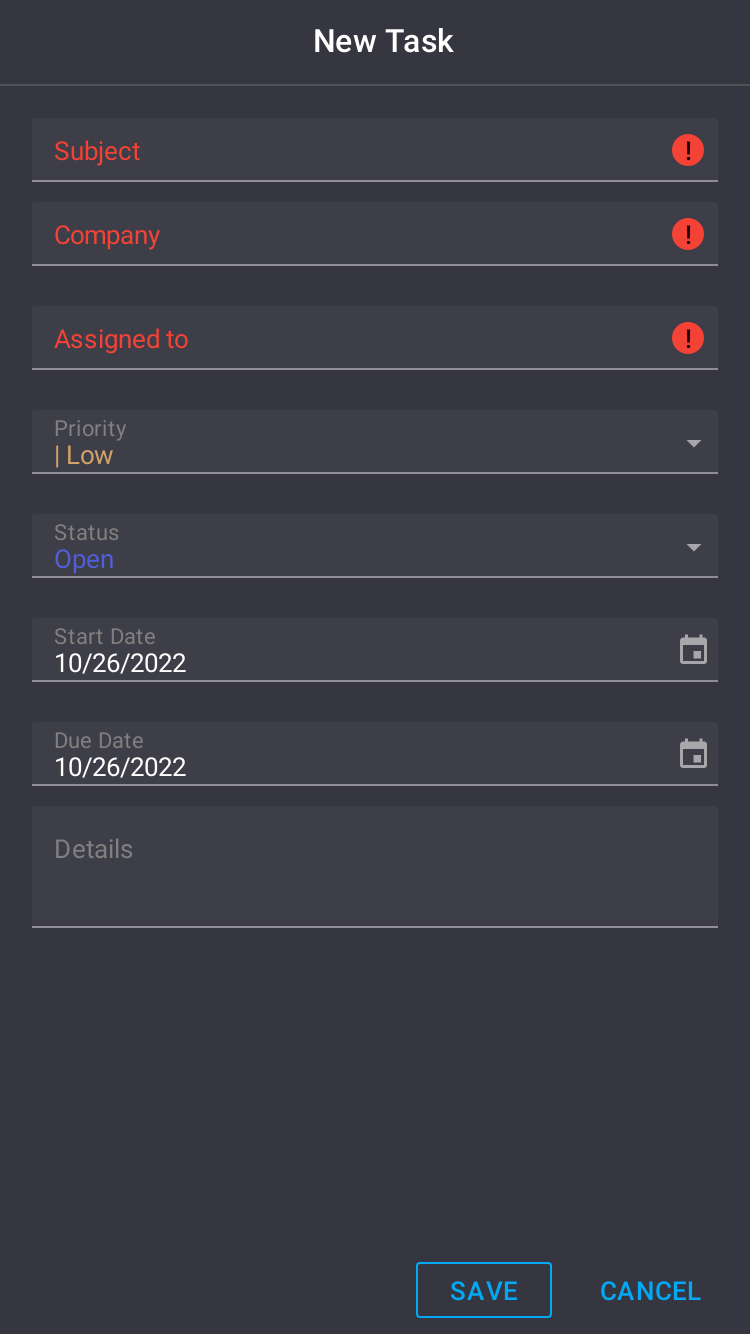 New Task
Subject
!
Company
!
Assigned to
!
Priority
| Low
Status
Open
Start Date
10/26/2022
Due Date
10/26/2022
Details
SAVE CANCEL